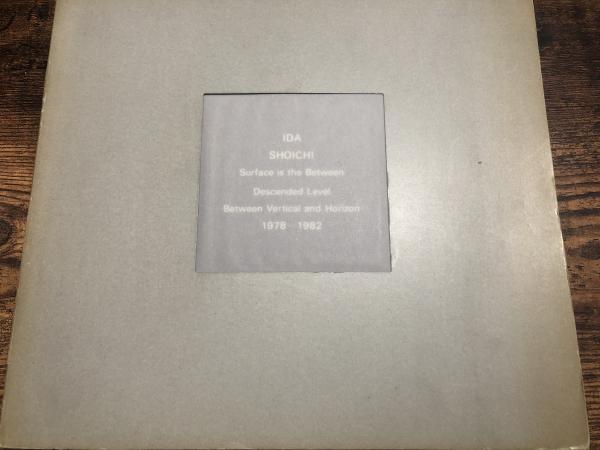 IDA
SHOICHI
Surface is the Between
Descended Level
Between Vertical and Horizon
1978 - 1982